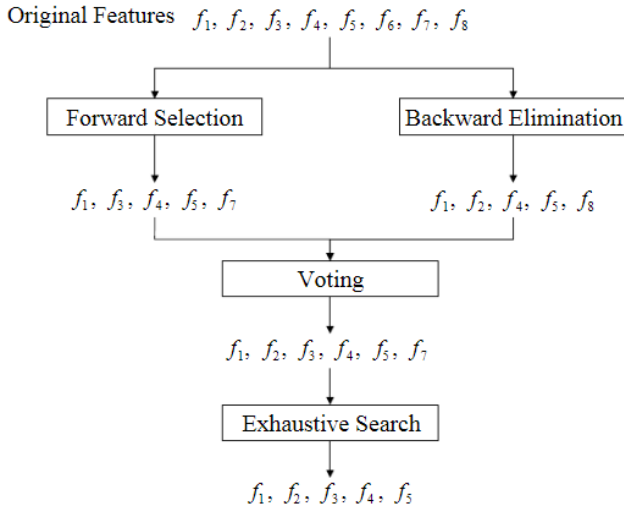 Original Features f1, f2, f3, f4, f5, f6, f7, f8
Forward Selection
Backward Elimination
f1, f3, f4, f5, f7
f1, f2, f4, f5, f8
Voting
f1, f2, f3, f4, f5, f7
Exhaustive Search
f1, f2, f3, f4, f5